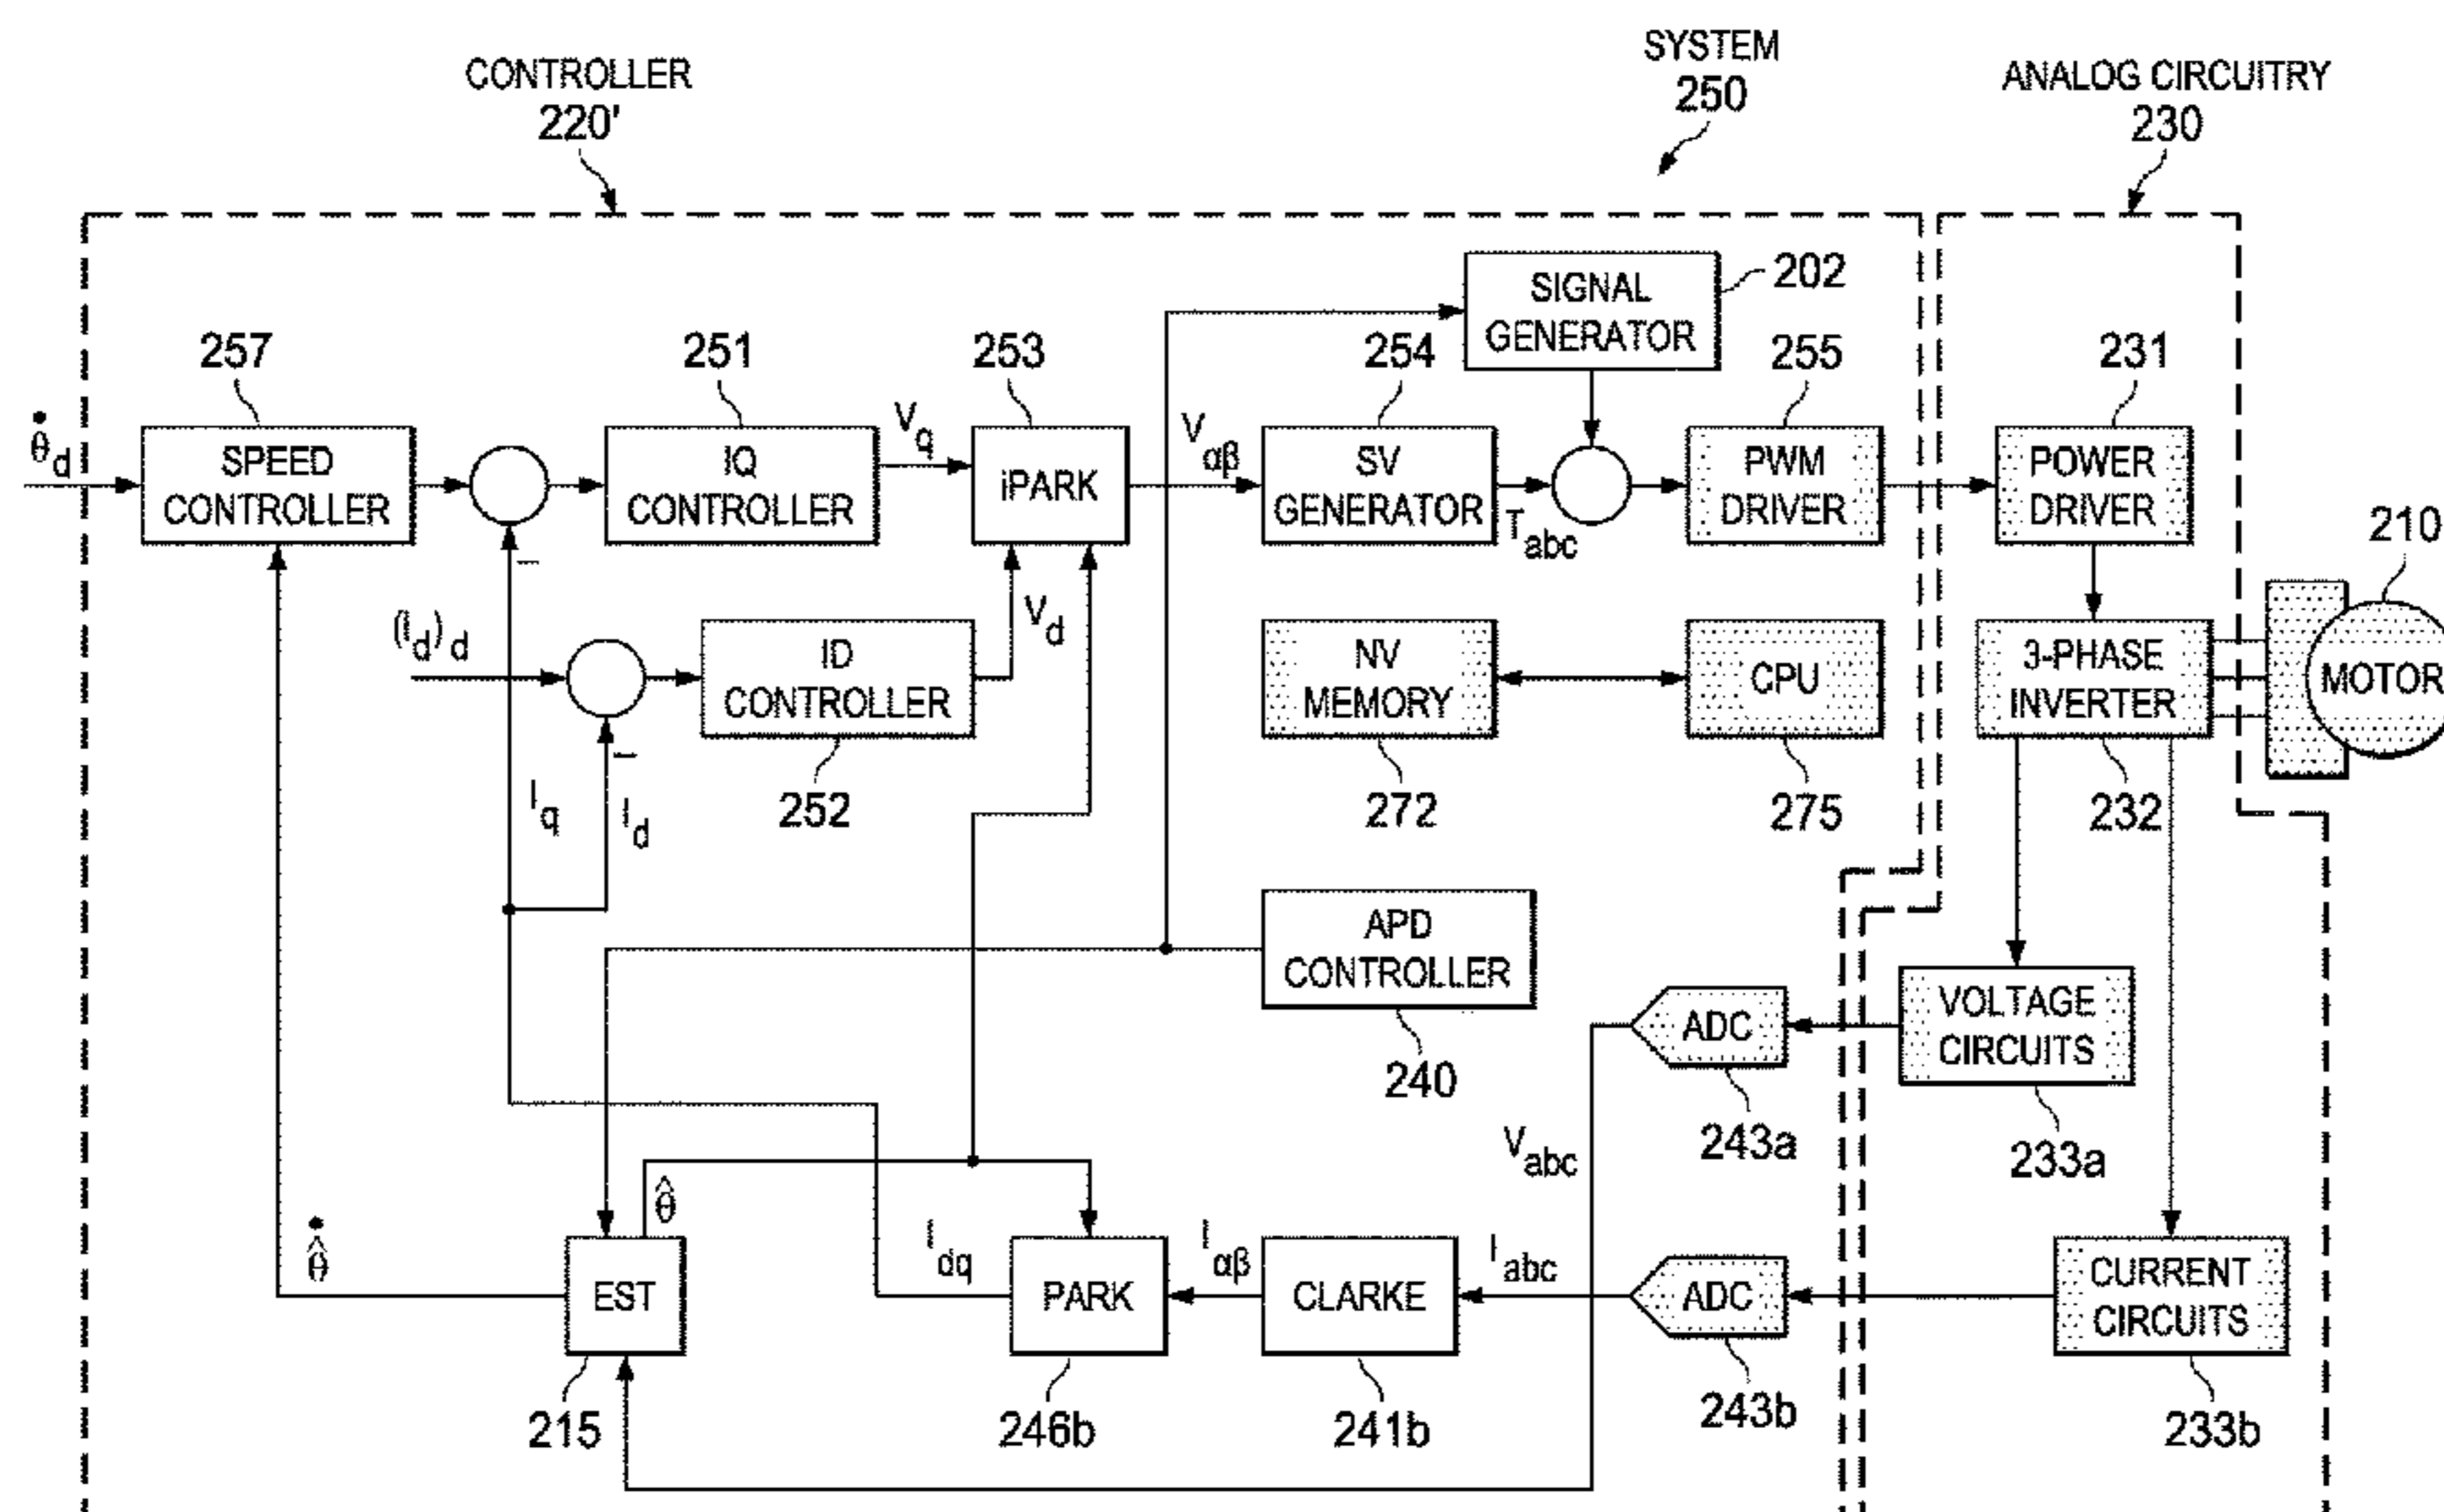 CONTROLLER
220'
SYSTEM
250
ANALOG CIRCUITRY
230
SIGNAL
GENERATOR
202
257
251
253
254
255
231
θ̇d
SPEED
CONTROLLER
IQ
CONTROLLER
Vq
iPARK
Vαβ
SV
GENERATOR
Tabc
PWM
DRIVER
POWER
DRIVER
210
–
(Id)d
ID
CONTROLLER
Vd
NV
MEMORY
CPU
3-PHASE
INVERTER
MOTOR
–
Iq
Id
252
272
275
232
APD
CONTROLLER
240
ADC
243a
VOLTAGE
CIRCUITS
233a
Vabc
θ̂
θ̂̇
EST
215
Idq
PARK
246b
Iαβ
CLARKE
241b
Iabc
ADC
243b
CURRENT
CIRCUITS
233b